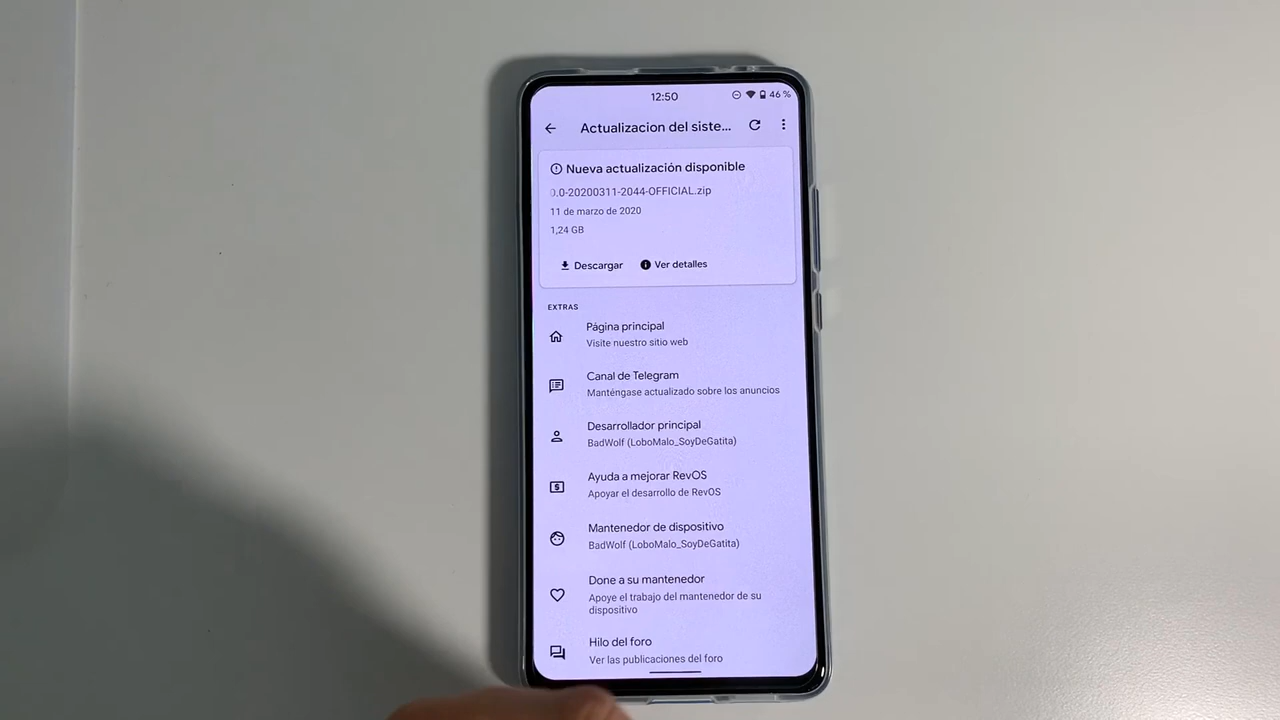 12:50
46 %
Actualizacion del siste...
Nueva actualización disponible
0.0-20200311-2044-OFFICIAL.zip
11 de marzo de 2020
1,24 GB
Descargar
Ver detalles
EXTRAS
Página principal
Visite nuestro sitio web
Canal de Telegram
Manténgase actualizado sobre los anuncios
Desarrollador principal
BadWolf (LoboMalo_SoyDeGatita)
Ayuda a mejorar RevOS
Apoyar el desarrollo de RevOS
Mantenedor de dispositivo
BadWolf (LoboMalo_SoyDeGatita)
Done a su mantenedor
Apoye el trabajo del mantenedor de su
dispositivo
Hilo del foro
Ver las publicaciones del foro